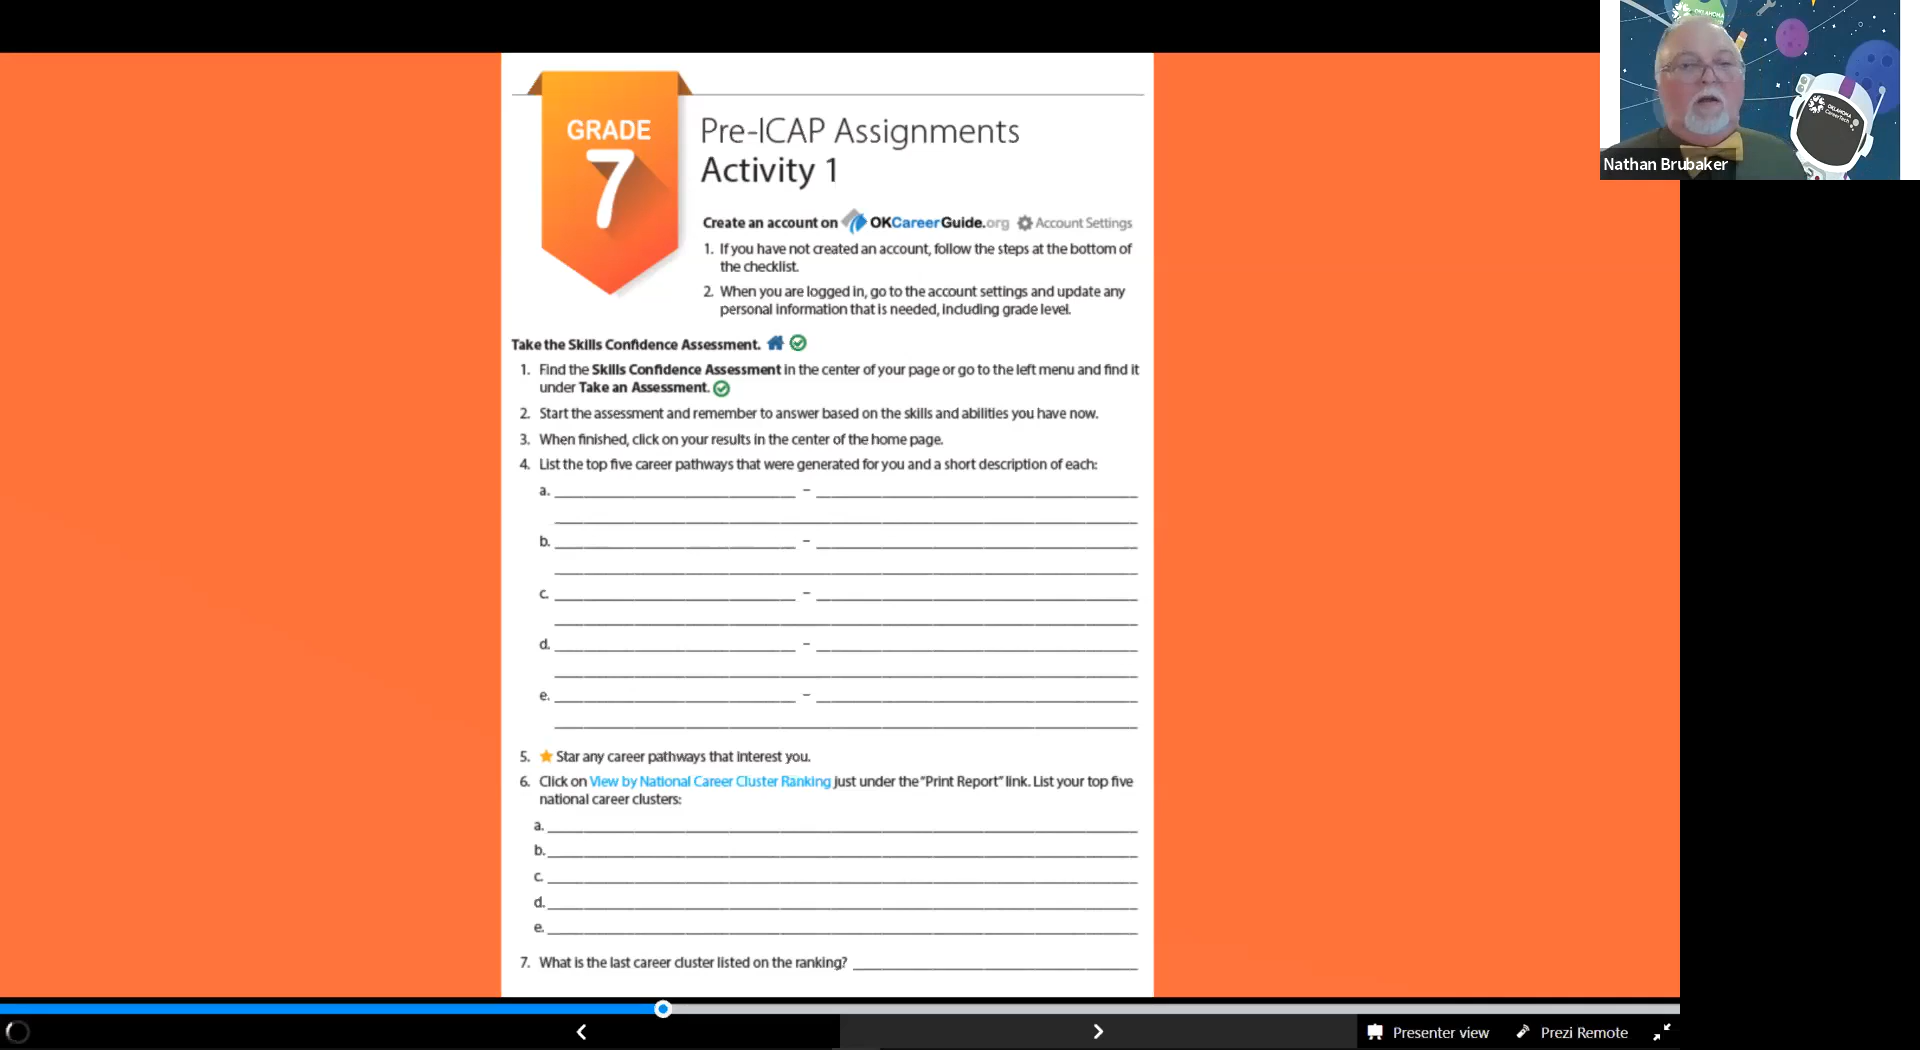 GRADE
7
Pre-ICAP Assignments
Activity 1
Create an account on OKCareerGuide.org Account Settings
1. If you have not created an account, follow the steps at the bottom of
the checklist.
2. When you are logged in, go to the account settings and update any
personal information that is needed, including grade level.
Take the Skills Confidence Assessment.
1. Find the Skills Confidence Assessment in the center of your page or go to the left menu and find it
under Take an Assessment.
2. Start the assessment and remember to answer based on the skills and abilities you have now.
3. When finished, click on your results in the center of the home page.
4. List the top five career pathways that were generated for you and a short description of each:
a. –
b. –
c. –
d. –
e. –
5. Star any career pathways that interest you.
6. Click on View by National Career Cluster Ranking just under the “Print Report” link. List your top five
national career clusters:
a.
b.
c.
d.
e.
7. What is the last career cluster listed on the ranking?
OKLAHOMA
OKLAHOMA
CareerTech
Nathan Brubaker
Presenter view
Prezi Remote